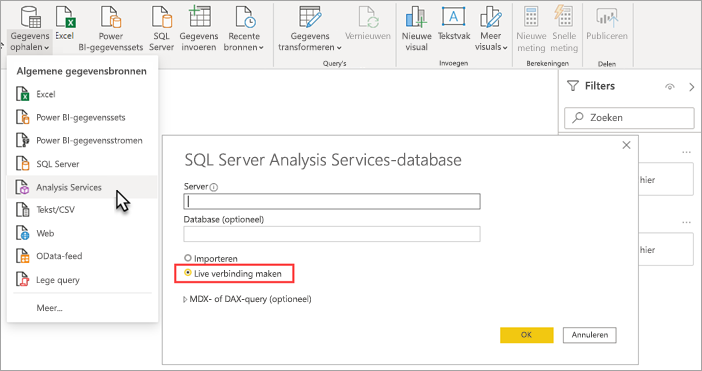 Gegevens ophalen
Excel
Power BI-gegevenssets
SQL Server
Gegevens invoeren
Recente bronnen
Gegevens transformeren
Vernieuwen
Nieuwe visual
Tekstvak
Meer visuals
Nieuwe meting
Snelle meting
Publiceren
Query's
Invoegen
Berekeningen
Delen
Algemene gegevensbronnen
Excel
Power BI-gegevenssets
Power BI-gegevensstromen
SQL Server
Analysis Services
Tekst/CSV
Web
OData-feed
Lege query
Meer...
Filters
Zoeken
hier
hier
SQL Server Analysis Services-database
Server
Database (optioneel)
Importeren
Live verbinding maken
MDX- of DAX-query (optioneel)
OK
Annuleren